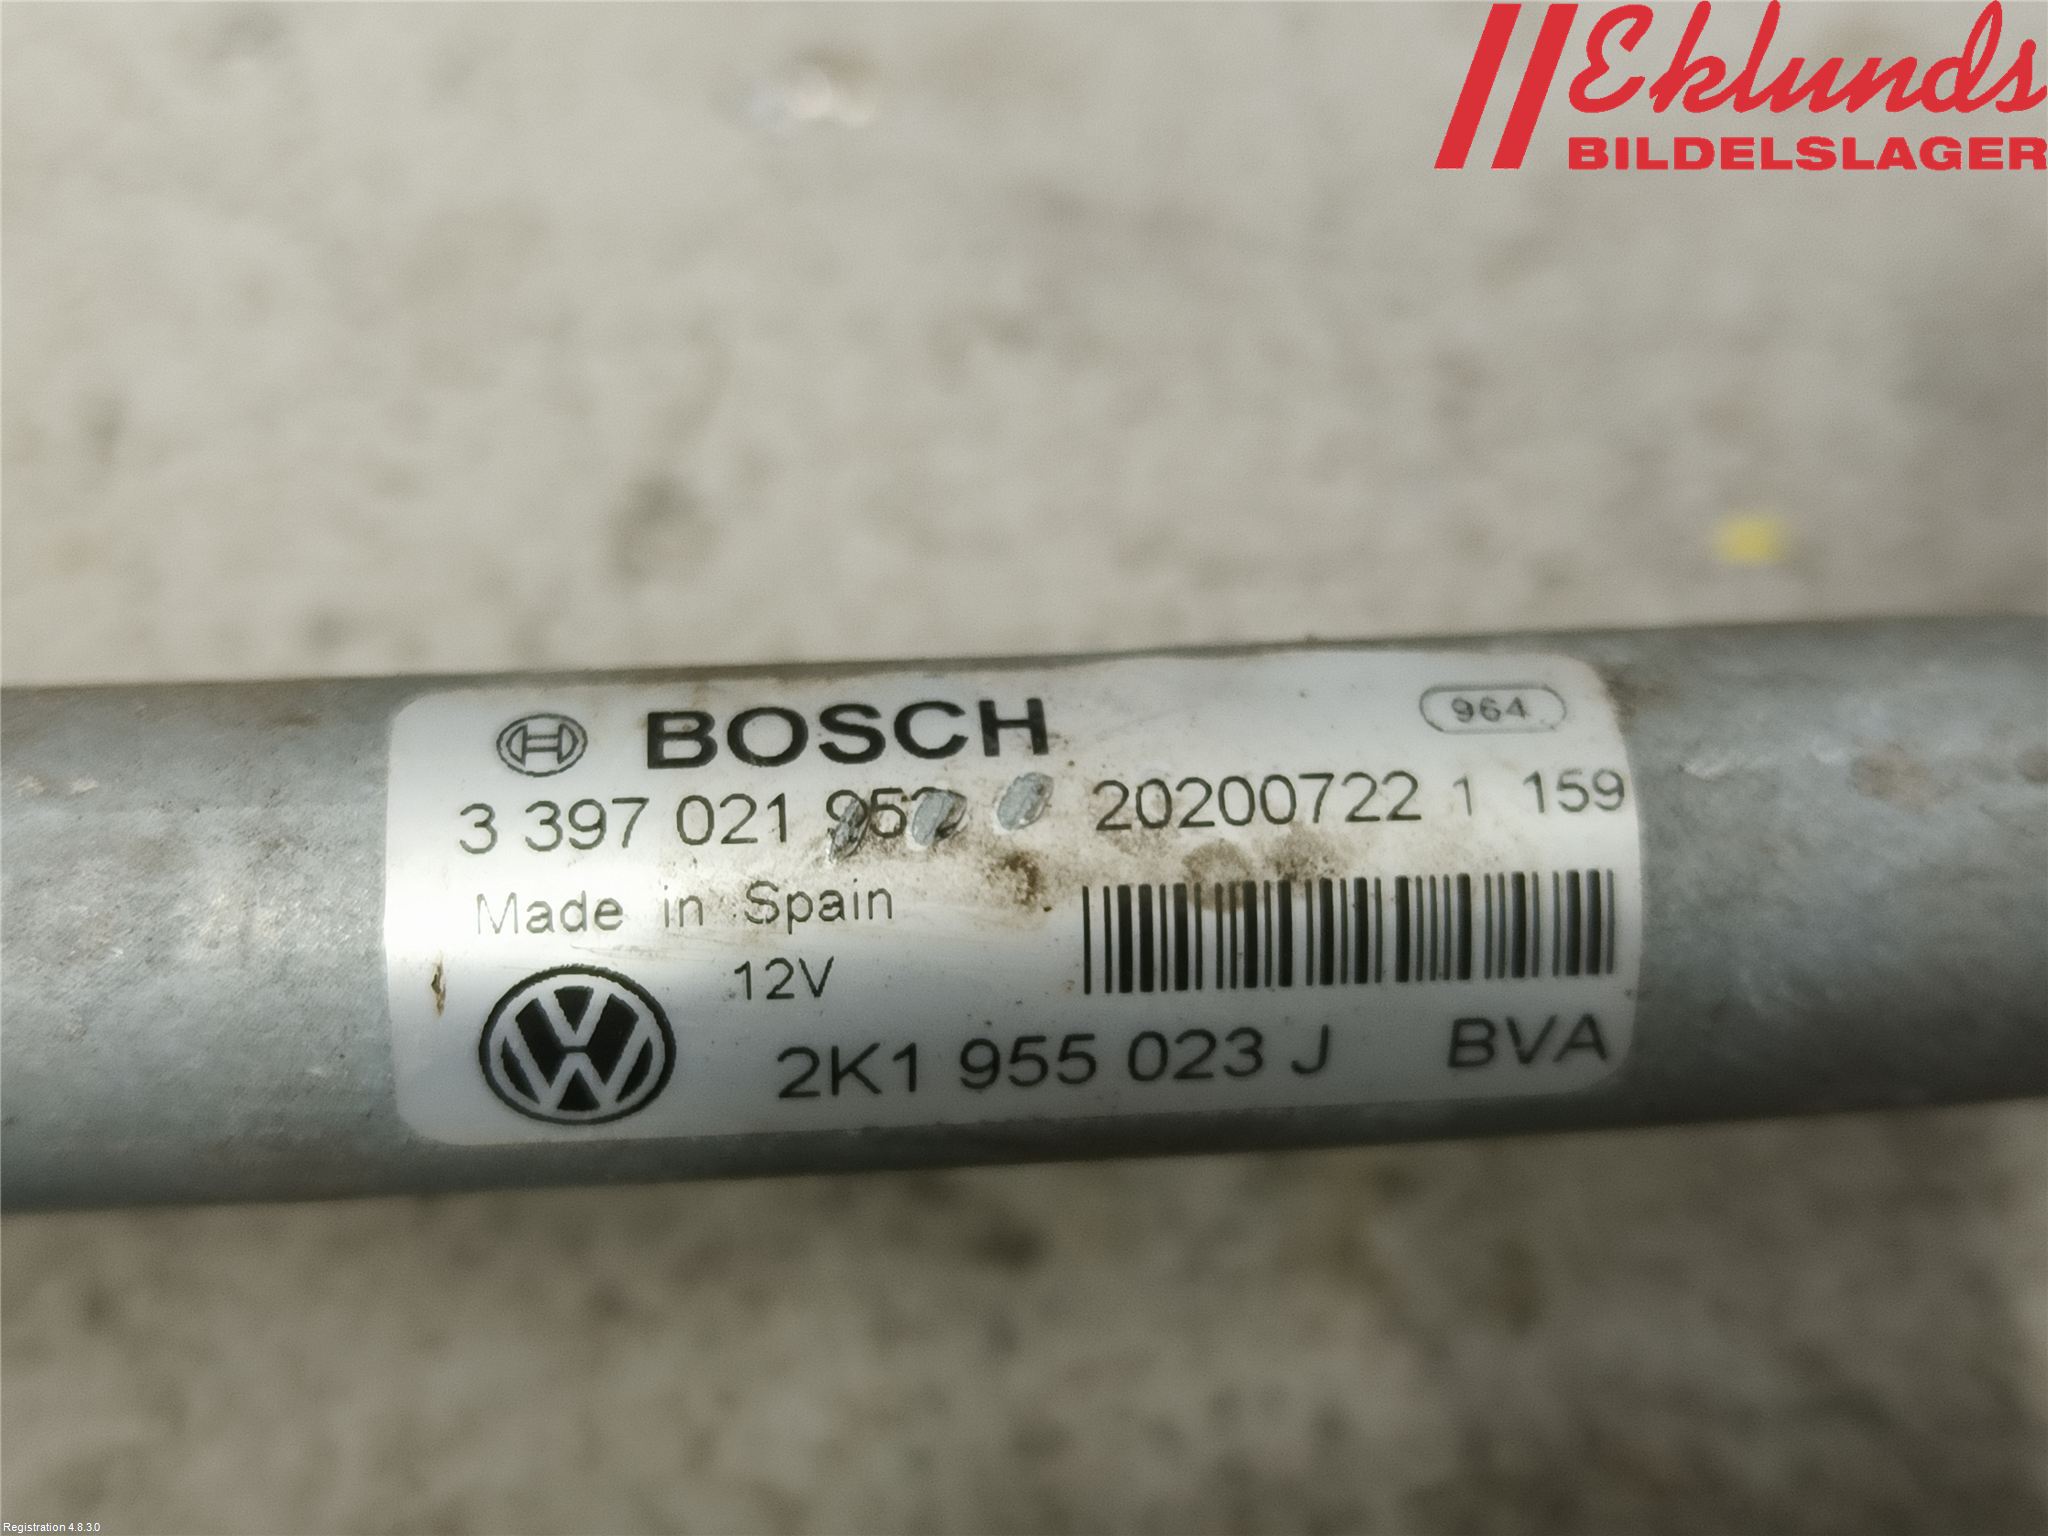 Eklunds
BILDELSLAGER
BOSCH
964
3 397 021 20200722 1 159
Made in Spain
12V
2K1 955 023 J BVA
Registration 4.8.3.0